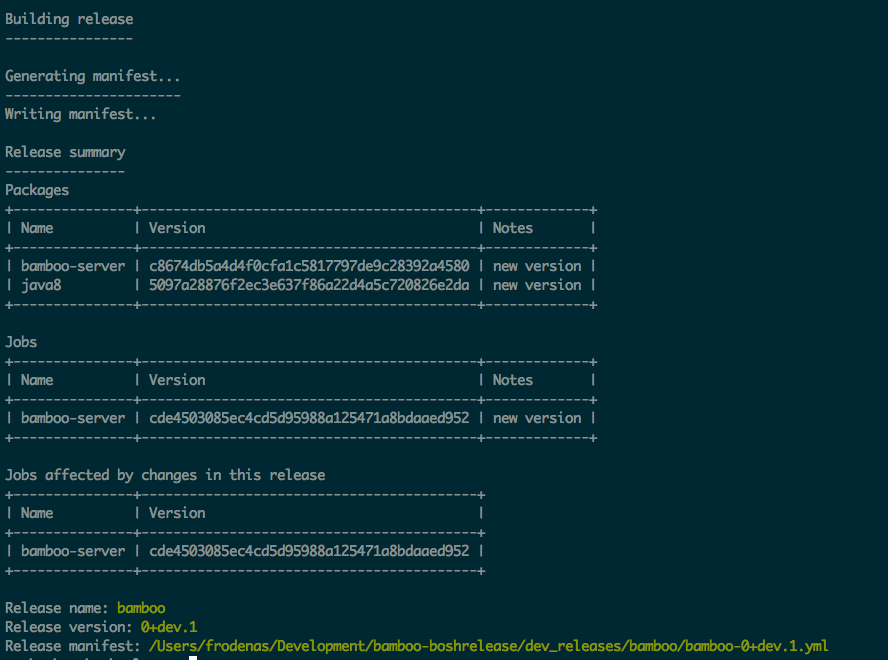 Building release
----------------
Generating manifest...
----------------------
Writing manifest...
Release summary
---------------
Packages
+---------------+------------------------------------------+-------------+
| Name          | Version                                  | Notes       |
+---------------+------------------------------------------+-------------+
| bamboo-server | c8674db5a4d4f0cfa1c5817797de9c28392a4580 | new version |
| java8         | 5097a28876f2ec3e637f86a22d4a5c720826e2da | new version |
+---------------+------------------------------------------+-------------+
Jobs
+---------------+------------------------------------------+-------------+
| Name          | Version                                  | Notes       |
+---------------+------------------------------------------+-------------+
| bamboo-server | cde4503085ec4cd5d95988a125471a8bdaaed952 | new version |
+---------------+------------------------------------------+-------------+
Jobs affected by changes in this release
+---------------+------------------------------------------+
| Name          | Version                                  |
+---------------+------------------------------------------+
| bamboo-server | cde4503085ec4cd5d95988a125471a8bdaaed952 |
+---------------+------------------------------------------+
Release name: bamboo
Release version: 0+dev.1
Release manifest: /Users/frodenas/Development/bamboo-boshrelease/dev_releases/bamboo/bamboo-0+dev.1.yml